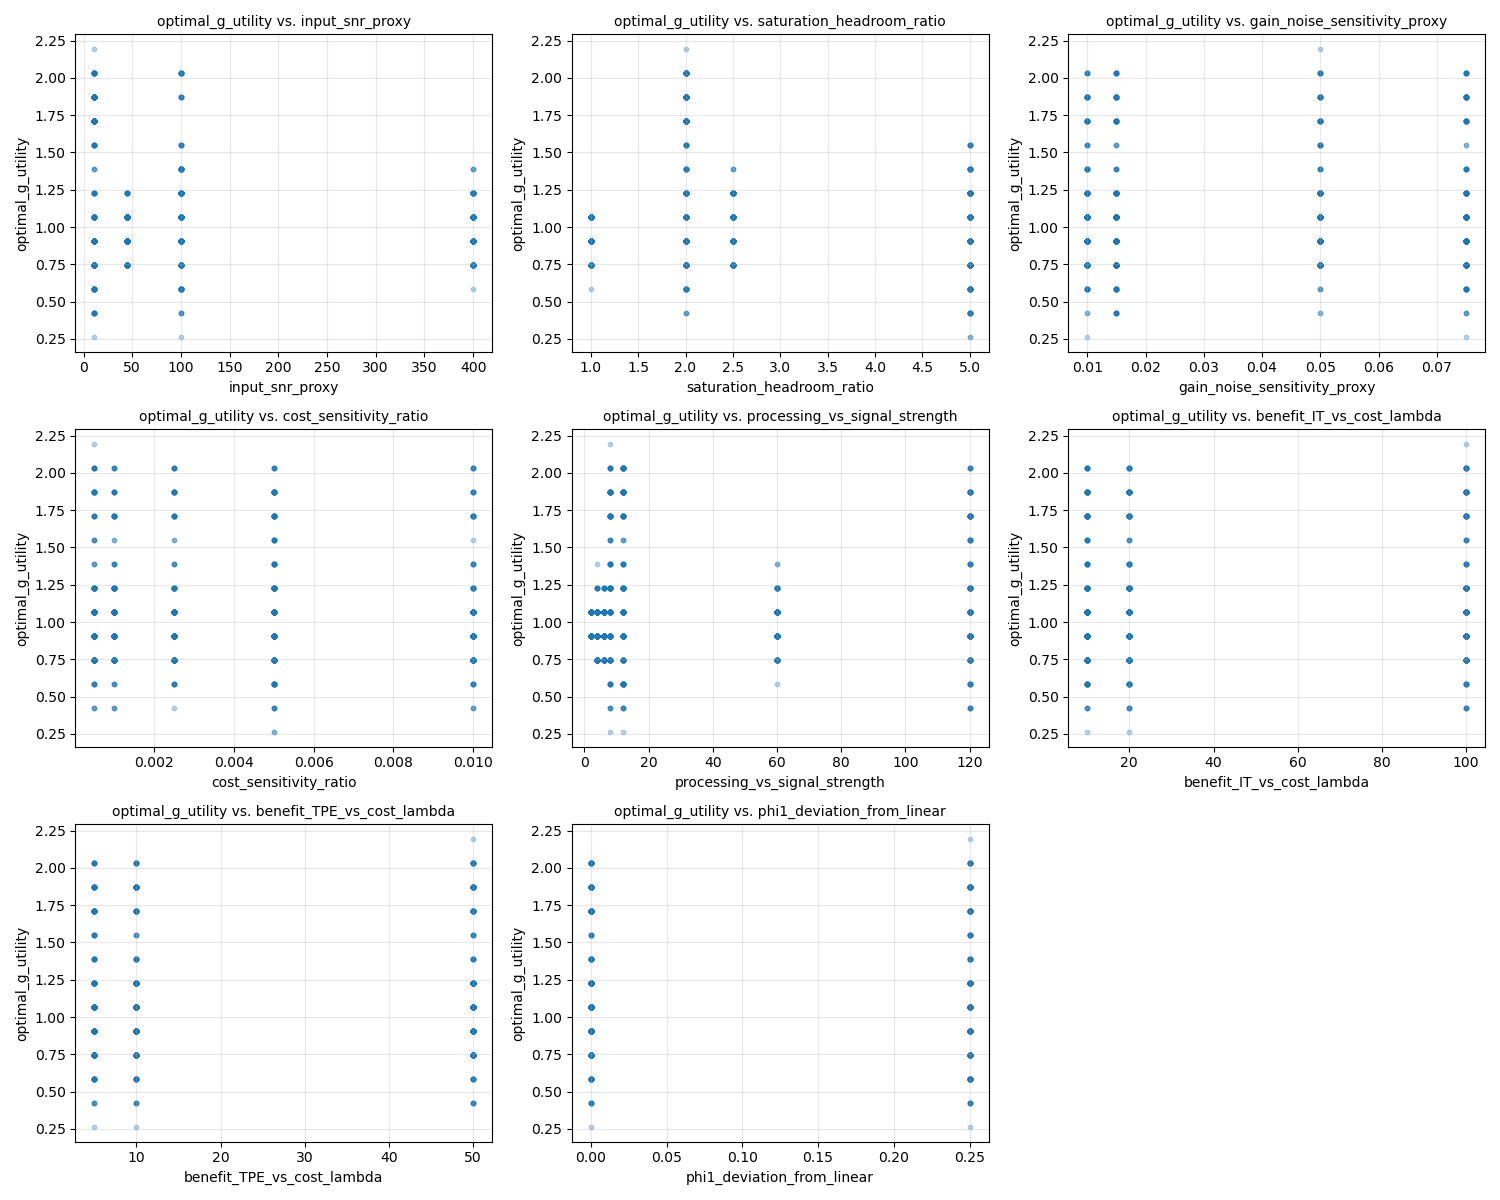 optimal_g_utility vs. input_snr_proxy
optimal_g_utility
2.25
2.00
1.75
1.50
1.25
1.00
0.75
0.50
0.25
0 50 100 150 200 250 300 350 400
input_snr_proxy
optimal_g_utility vs. saturation_headroom_ratio
optimal_g_utility
2.25
2.00
1.75
1.50
1.25
1.00
0.75
0.50
0.25
1.0 1.5 2.0 2.5 3.0 3.5 4.0 4.5 5.0
saturation_headroom_ratio
optimal_g_utility vs. gain_noise_sensitivity_proxy
optimal_g_utility
2.25
2.00
1.75
1.50
1.25
1.00
0.75
0.50
0.25
0.01 0.02 0.03 0.04 0.05 0.06 0.07
gain_noise_sensitivity_proxy
optimal_g_utility vs. cost_sensitivity_ratio
optimal_g_utility
2.25
2.00
1.75
1.50
1.25
1.00
0.75
0.50
0.25
0.002 0.004 0.006 0.008 0.010
cost_sensitivity_ratio
optimal_g_utility vs. processing_vs_signal_strength
optimal_g_utility
2.25
2.00
1.75
1.50
1.25
1.00
0.75
0.50
0.25
0 20 40 60 80 100 120
processing_vs_signal_strength
optimal_g_utility vs. benefit_IT_vs_cost_lambda
optimal_g_utility
2.25
2.00
1.75
1.50
1.25
1.00
0.75
0.50
0.25
20 40 60 80 100
benefit_IT_vs_cost_lambda
optimal_g_utility vs. benefit_TPE_vs_cost_lambda
optimal_g_utility
2.25
2.00
1.75
1.50
1.25
1.00
0.75
0.50
0.25
10 20 30 40 50
benefit_TPE_vs_cost_lambda
optimal_g_utility vs. phi1_deviation_from_linear
optimal_g_utility
2.25
2.00
1.75
1.50
1.25
1.00
0.75
0.50
0.25
0.00 0.05 0.10 0.15 0.20 0.25
phi1_deviation_from_linear